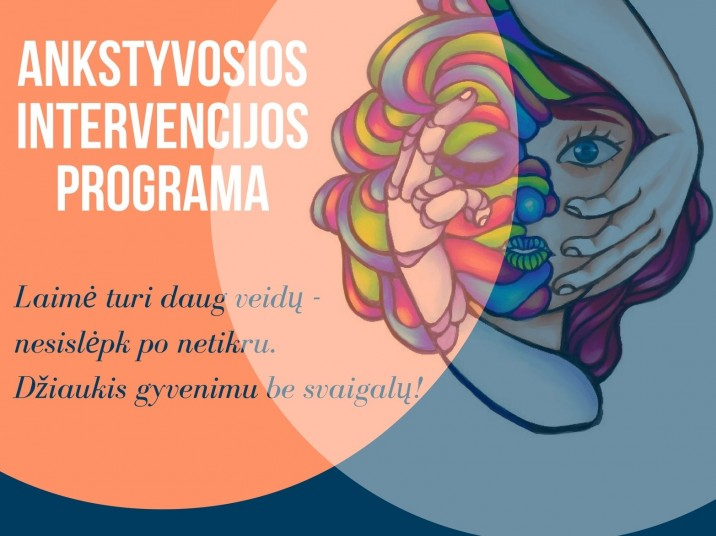 ANKSTYVOSIOS
INTERVENCIJOS
PROGRAMA
Laimė turi daug veidų -
nesislėpk po netikru.
Džiaukis gyvenimu be svaigalų!